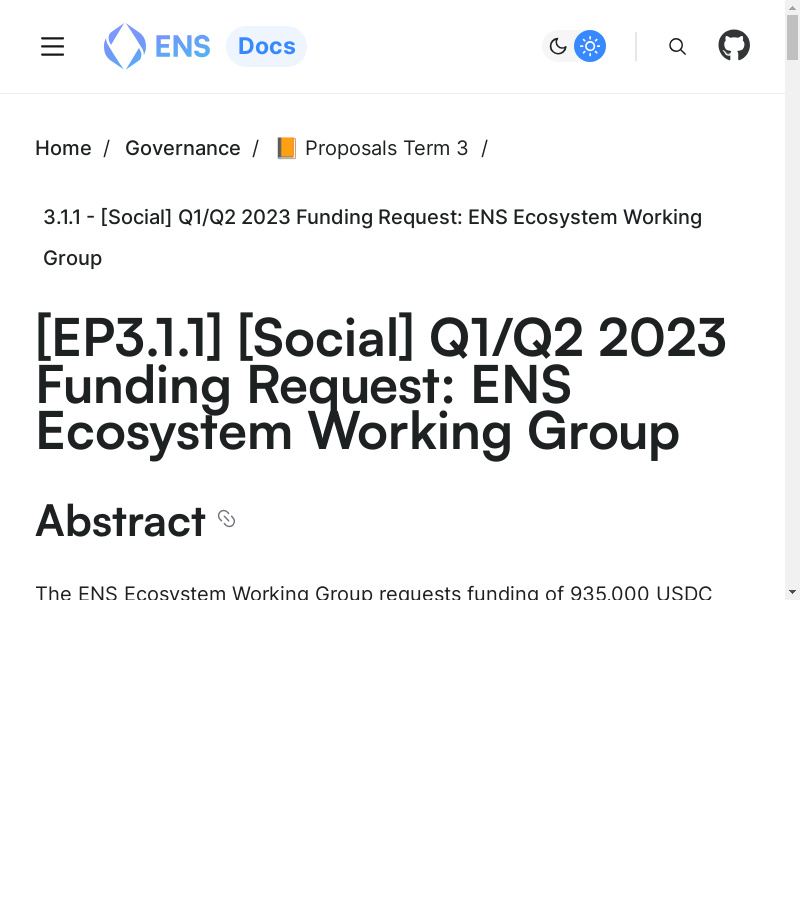 ENS Docs
Home / Governance / 📙 Proposals Term 3 /
3.1.1 - [Social] Q1/Q2 2023 Funding Request: ENS Ecosystem Working
Group
[EP3.1.1] [Social] Q1/Q2 2023
Funding Request: ENS
Ecosystem Working Group
Abstract
The ENS Ecosystem Working Group requests funding of 935,000 USDC